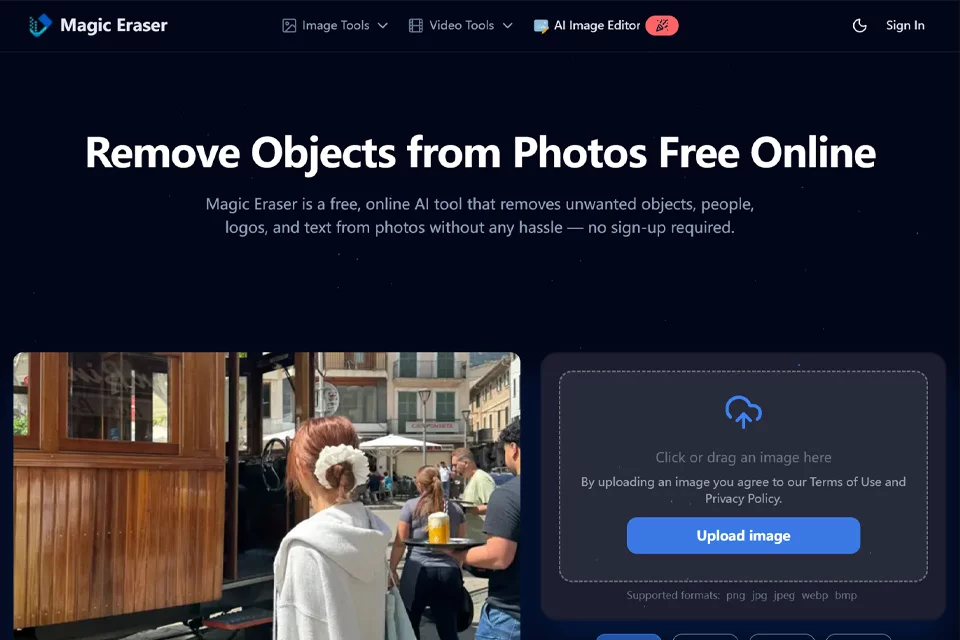 Magic Eraser
Image Tools
Video Tools
AI Image Editor
Sign In
Remove Objects from Photos Free Online
Magic Eraser is a free, online AI tool that removes unwanted objects, people,
logos, and text from photos without any hassle — no sign-up required.
Click or drag an image here
By uploading an image you agree to our Terms of Use and
Privacy Policy.
Upload image
Supported formats: png jpg jpeg webp bmp